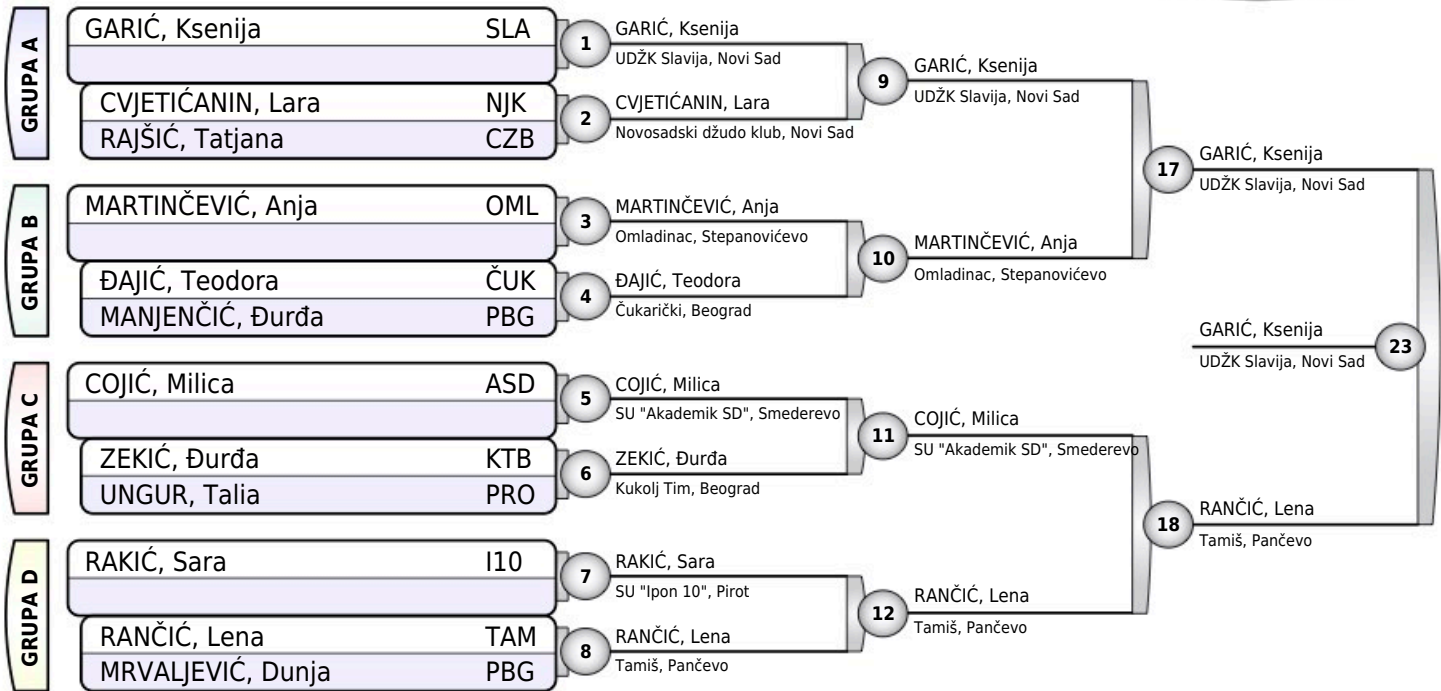 GRUPA A
GARIĆ, Ksenija SLA
CVJETIĆANIN, Lara NJK
RAJŠIĆ, Tatjana CZB
GRUPA B
MARTINČEVIĆ, Anja OML
ĐAJIĆ, Teodora ČUK
MANJENČIĆ, Đurđa PBG
GRUPA C
COJIĆ, Milica ASD
ZEKIĆ, Đurđa KTB
UNGUR, Talia PRO
GRUPA D
RAKIĆ, Sara I10
RANČIĆ, Lena TAM
MRVALJEVIĆ, Dunja PBG
1
GARIĆ, Ksenija
UDŽK Slavija, Novi Sad
2
CVJETIĆANIN, Lara
Novosadski džudo klub, Novi Sad
3
MARTINČEVIĆ, Anja
Omladinac, Stepanovićevo
4
ĐAJIĆ, Teodora
Čukarički, Beograd
5
COJIĆ, Milica
SU "Akademik SD", Smederevo
6
ZEKIĆ, Đurđa
Kukolj Tim, Beograd
7
RAKIĆ, Sara
SU "Ipon 10", Pirot
8
RANČIĆ, Lena
Tamiš, Pančevo
9
GARIĆ, Ksenija
UDŽK Slavija, Novi Sad
10
MARTINČEVIĆ, Anja
Omladinac, Stepanovićevo
11
COJIĆ, Milica
SU "Akademik SD", Smederevo
12
RANČIĆ, Lena
Tamiš, Pančevo
17
GARIĆ, Ksenija
UDŽK Slavija, Novi Sad
18
RANČIĆ, Lena
Tamiš, Pančevo
GARIĆ, Ksenija
UDŽK Slavija, Novi Sad
23